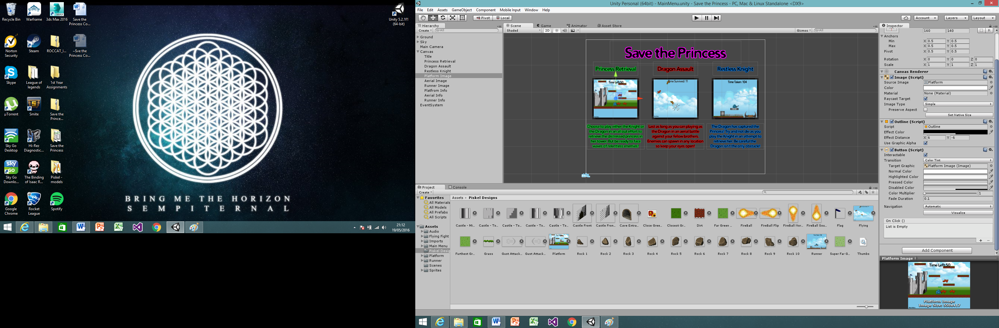 Recycle Bin
Warframe
3ds Max 2016
Save the Princess Co...
Unity 5.2.1f1 (64-bit)
Norton Security
Steam
ROCCAT_I...
~$ve the Princess Co...
Skype
League of legends
1st Year Assignments
µTorrent
Smite
Save the Prince...
Sky Go Desktop
Hi-Rez Diagnostic...
Save the Princess
Sky Go Downlo...
The Binding of Isaac R...
Piskel - models
Google Chrome
Rocket League
Spotify
BRING ME THE HORIZON
SEMPITERNAL
21:12
19/05/2016
Unity Personal (64bit) - MainMenu.unity - Save the Princess - PC, Mac & Linux Standalone <DX9>
File Edit Assets GameObject Component Mobile Input Window Help
Pivot Local
Account Layers Layout
Hierarchy
Create All
Ground
Sky
Main Camera
Canvas
Title
Princess Retrieval
Dragon Assault
Restless Knight
Platform Image
Aerial Image
Runner Image
Platfrom Info
Aerial Info
Runner Info
EventSystem
Scene Game Animator Asset Store
Shaded 2D Gizmos All
Save the Princess
Princess Retrieval Dragon Assault Restless Knight
Time Left:50
Time Survived: 11
Time Taken: 104
Choose to play either the Knight or
the Dragon in an all out effort to
retrieve the distressed princess in
her tower. But be ready to face
waves of relentless enemies!
Last as long as you can playing as
the Dragon in an aerial battle
against your fellow brothers.
Enemies can spawn in any location
so keep your eyes open!
The Dragon has captured the
Princess! Try and not die as you
play the Knight in an attempt to
retrieve her. Be careful the
Dragon isn't the only obstacle!
Project Console
Create
Favorites
All Materials
All Models
All Prefabs
All Scripts
Assets
Audio
Flying Fight
Imports
Main Menu
Piskel Desig
Platform
Runner
Scenes
Sprites
Assets Piskel Designs
Castle - Mi... Castle - To... Castle - To... Castle - To... Castle - To... Castle Front Castle Fron... Cave Entra... Close Gree... Closest Gr... Dirt Far Green ... FireBall FireBall Flip FireBall Nor... FireBall Sou... Flag Flying
Furthest Gr... Grass Gust Attack... Gust Attack... Platform Rock 1 Rock 2 Rock 3 Rock 4 Rock 5 Rock 6 Rock 7 Rock 8 Rock 9 Rock 10 Runner Super Far G... Thumbs
Inspector
160 140 R
Anchors
Min X 0.5 Y 0.5
Max X 0.5 Y 0.5
Pivot X 0.5 Y 0.5
Rotation X 0 Y 0 Z 0
Scale X 1 Y 1 Z 1
Canvas Renderer
Image (Script)
Source Image Platform
Color
Material None (Material)
Raycast Target
Image Type Simple
Preserve Aspect
Set Native Size
Outline (Script)
Script Outline
Effect Color
Effect Distance X 6 Y -6
Use Graphic Alpha
Button (Script)
Interactable
Transition Color Tint
Target Graphic Platform Image (Image)
Normal Color
Highlighted Color
Pressed Color
Disabled Color
Color Multiplier 1
Fade Duration 0.1
Navigation Automatic
Visualize
On Click ()
List is Empty
Add Component
Platform Image
Time Left:50
Platform Image
Image Size: 550x417